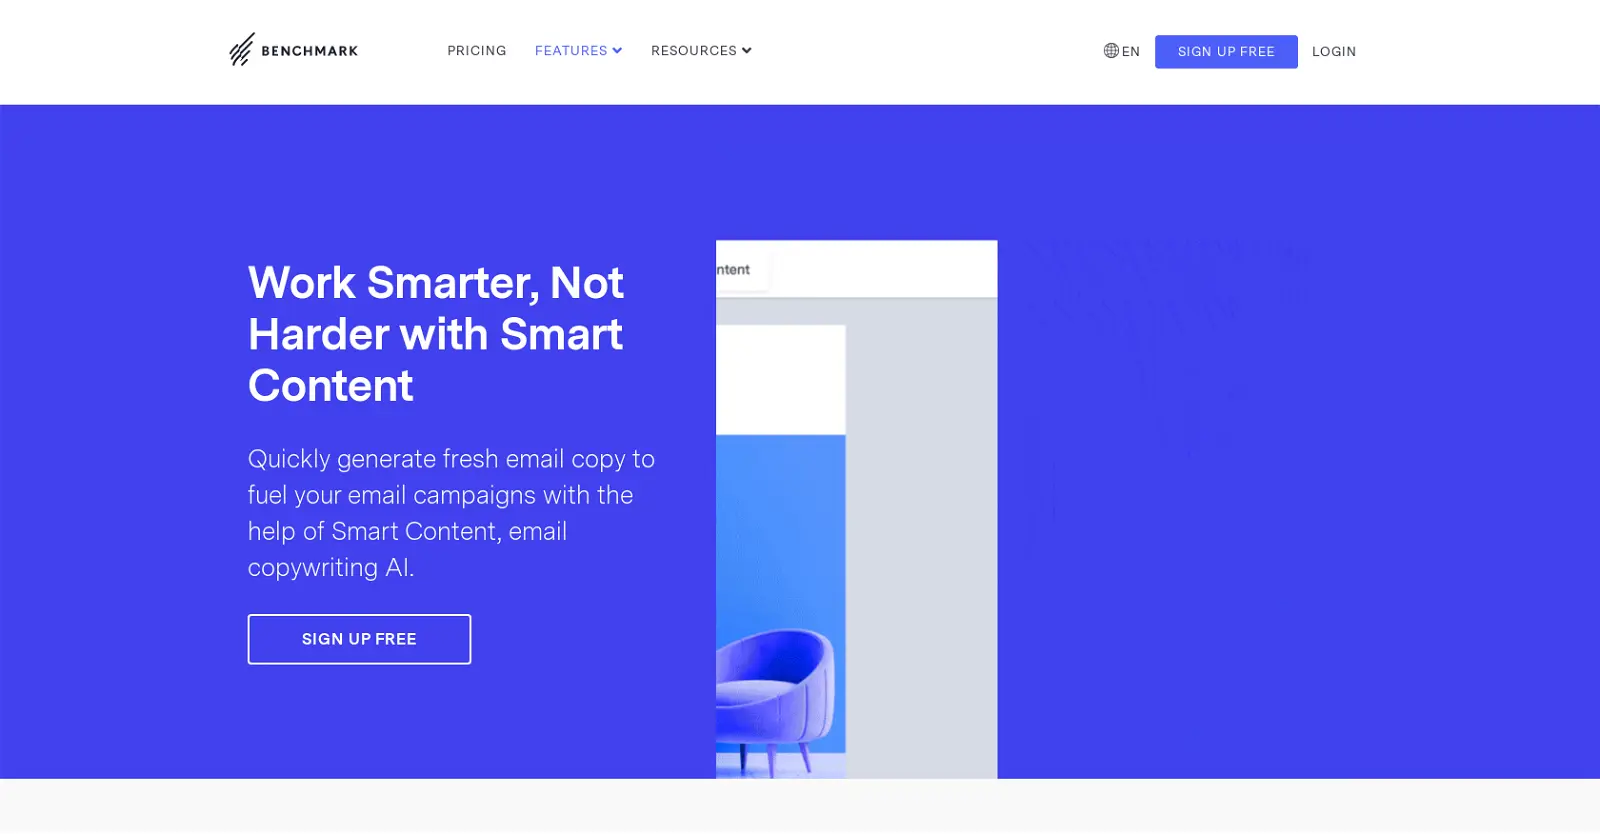 BENCHMARK
PRICING
FEATURES
RESOURCES
EN
SIGN UP FREE
LOGIN
Work Smarter, Not
Harder with Smart
Content
Quickly generate fresh email copy to
fuel your email campaigns with the
help of Smart Content, email
copywriting AI.
SIGN UP FREE
ntent